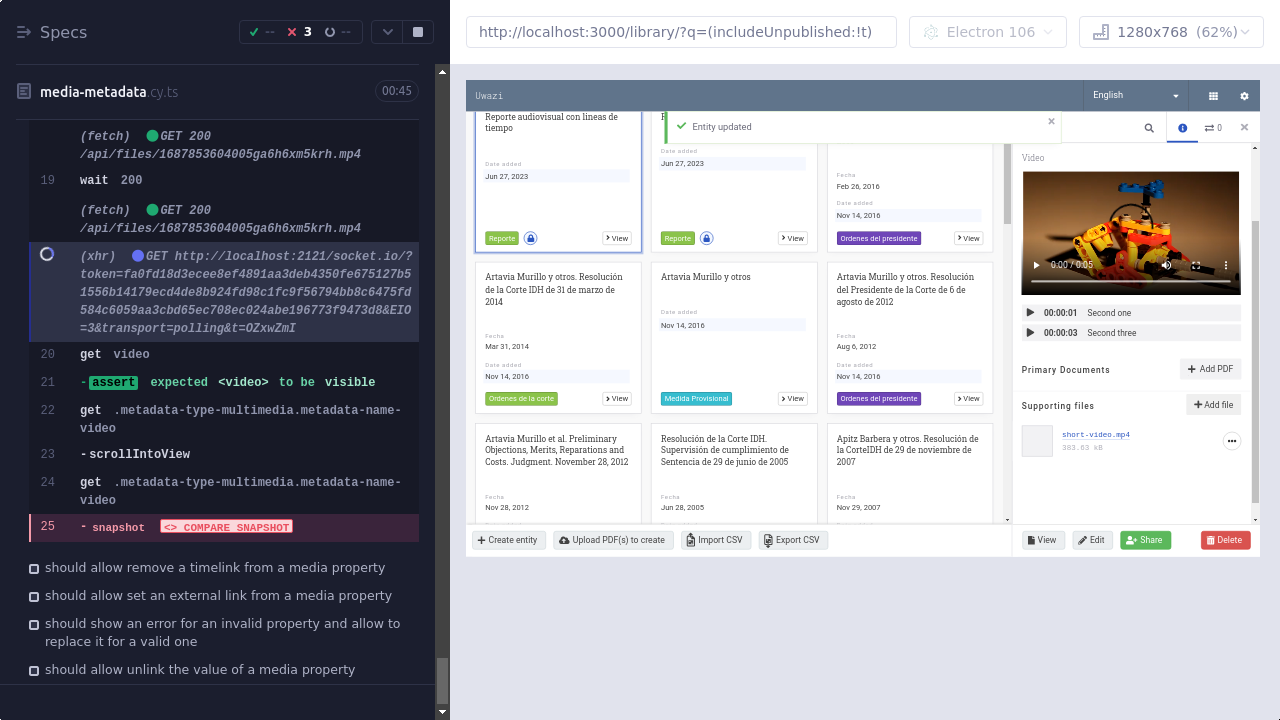 Specs
--
3
--
media-metadata.cy.ts
00:45
(fetch) GET 200
/api/files/1687853604005ga6h6xm5krh.mp4
19 wait 200
(fetch) GET 200
/api/files/1687853604005ga6h6xm5krh.mp4
(xhr) GET http://localhost:2121/socket.io/?
token=fa0fd18d3ecee8ef4891aa3deb4350fe675127b5
1556b14179ecd4de8b924fd98c1fc9f56794bb8c6475fd
584c6059aa3cbd65ec708ec024abe196773f9473d8&EIO
=3&transport=polling&t=OZxwZmI
20 get video
21 -assert expected <video> to be visible
22 get .metadata-type-multimedia.metadata-name-
video
23 -scrollIntoView
24 get .metadata-type-multimedia.metadata-name-
video
25 -snapshot <> COMPARE SNAPSHOT
should allow remove a timelink from a media property
should allow set an external link from a media property
should show an error for an invalid property and allow to
replace it for a valid one
should allow unlink the value of a media property
http://localhost:3000/library/?q=(includeUnpublished:!t)
Electron 106
1280x768 (62%)
Uwazi
English
Entity updated
0
Reporte audiovisual con lineas de
tiempo
Date added
Jun 27, 2023
Reporte
View
Date added
Jun 27, 2023
Reporte
View
Fecha
Feb 26, 2016
Date added
Nov 14, 2016
Ordenes del presidente
View
Artavia Murillo y otros. Resolución
de la Corte IDH de 31 de marzo de
2014
Fecha
Mar 31, 2014
Date added
Nov 14, 2016
Ordenes de la corte
View
Artavia Murillo y otros
Date added
Nov 14, 2016
Medida Provisional
View
Artavia Murillo y otros. Resolución
del Presidente de la Corte de 6 de
agosto de 2012
Fecha
Aug 6, 2012
Date added
Nov 14, 2016
Ordenes del presidente
View
Artavia Murillo et al. Preliminary
Objections, Merits, Reparations and
Costs. Judgment. November 28, 2012
Fecha
Nov 28, 2012
Resolución de la Corte IDH.
Supervisión de cumplimiento de
Sentencia de 29 de junio de 2005
Fecha
Jun 28, 2005
Apitz Barbera y otros. Resolución de
la CorteIDH de 29 de noviembre de
2007
Fecha
Nov 29, 2007
Create entity
Upload PDF(s) to create
Import CSV
Export CSV
Video
0:00 / 0:05
00:00:01 Second one
00:00:03 Second three
Primary Documents
Add PDF
Supporting files
Add file
short-video.mp4
383.63 kB
View
Edit
Share
Delete